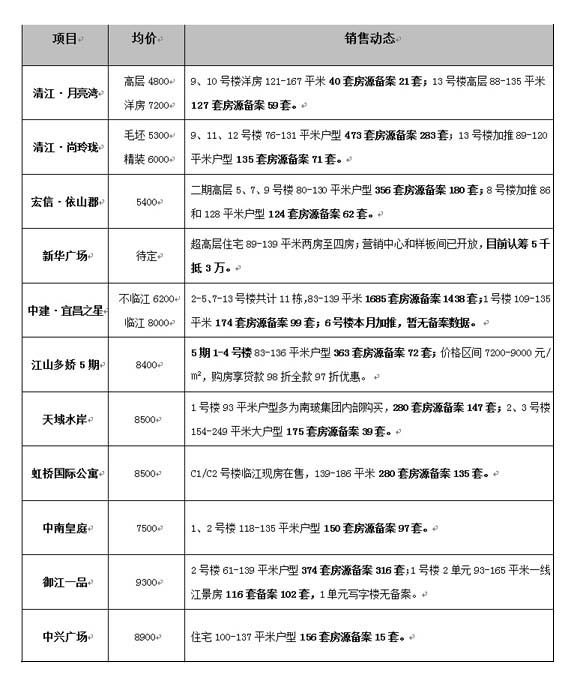 项目 均价 销售动态
清江·月亮湾 高层 4800 洋房 7200
9、10 号楼洋房 121-167 平米 40 套房源备案 21 套；13 号楼高层 88-135 平米
127 套房源备案 59 套。
清江·尚玲珑 毛坯 5300 精装 6000
9、11、12 号楼 76-131 平米户型 473 套房源备案 283 套；13 号楼加推 89-120
平米户型 135 套房源备案 71 套。
宏信·依山郡 5400
二期高层 5、7、9 号楼 80-130 平米户型 356 套房源备案 180 套；8 号楼加推 86
和 128 平米户型 124 套房源备案 62 套。
新华广场 待定
超高层住宅 89-139 平米两房至四房；营销中心和样板间已开放，目前认筹 5 千
抵 3 万。
中建·宜昌之星 不临江 6200 临江 8000
2-5、7-13 号楼共计 11 栋，83-139 平米 1685 套房源备案 1438 套；1 号楼 109-135
平米 174 套房源备案 99 套；6 号楼本月加推，暂无备案数据。
江山多娇 5 期 8400
5 期 1-4 号楼 83-136 平米户型 363 套房源备案 72 套；价格区间 7200-9000 元/
m²，购房享贷款 98 折全款 97 折优惠。
天域水岸 8500
1 号楼 93 平米户型多为南玻集团内部购买，280 套房源备案 147 套；2、3 号楼
154-249 平米大户型 175 套房源备案 39 套。
虹桥国际公寓 8500
C1/C2 号楼临江现房在售，139-186 平米 280 套房源备案 135 套。
中南皇庭 7500
1、2 号楼 118-135 平米户型 150 套房源备案 97 套。
御江一品 9300
2 号楼 61-139 平米户型 374 套房源备案 316 套；1 号楼 2 单元 93-165 平米一线
江景房 116 套备案 102 套，1 单元写字楼无备案。
中兴广场 8900
住宅 100-137 平米户型 156 套房源备案 15 套。